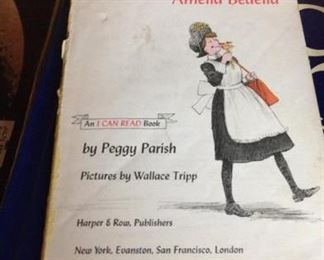 Amelia Bedelia
An I CAN READ Book
by Peggy Parish
Pictures by Wallace Tripp
Harper & Row, Publishers
New York, Evanston, San Francisco, London